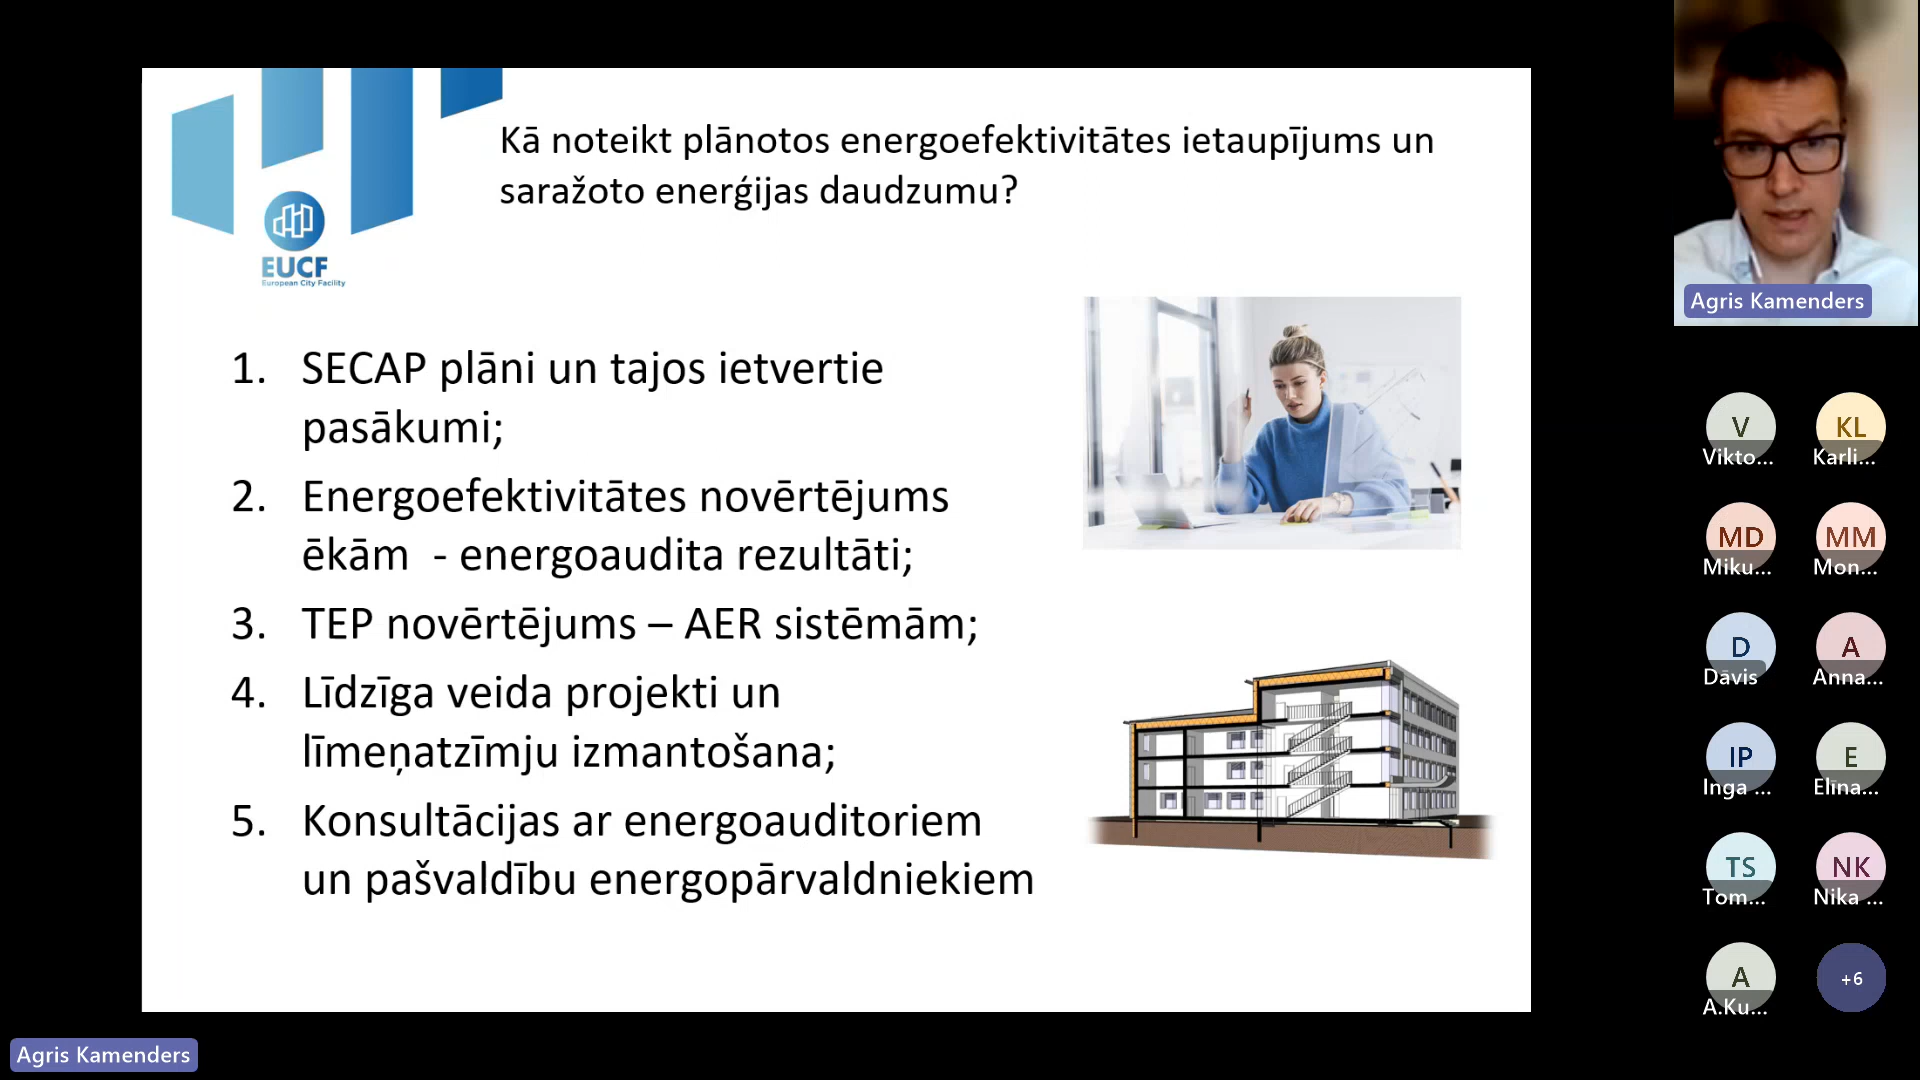 Kā noteikt plānotos energoefektivitātes ietaupījums un
saražoto enerģijas daudzumu?
EUCF
European City Facility
1. SECAP plāni un tajos ietvertie
pasākumi;
2. Energoefektivitātes novērtējums
ēkām - energoaudita rezultāti;
3. TEP novērtējums – AER sistēmām;
4. Līdzīga veida projekti un
līmeņatzīmju izmantošana;
5. Konsultācijas ar energoauditoriem
un pašvaldību energopārvaldniekiem
Agris Kamenders
Agris Kamenders
V
Vikto...
KL
Karli...
MD
Miku...
MM
Mon...
D
Dāvis
A
Anna...
IP
Inga ...
E
Elīna...
TS
Tom...
NK
Nika ...
A
A.Ku...
+6